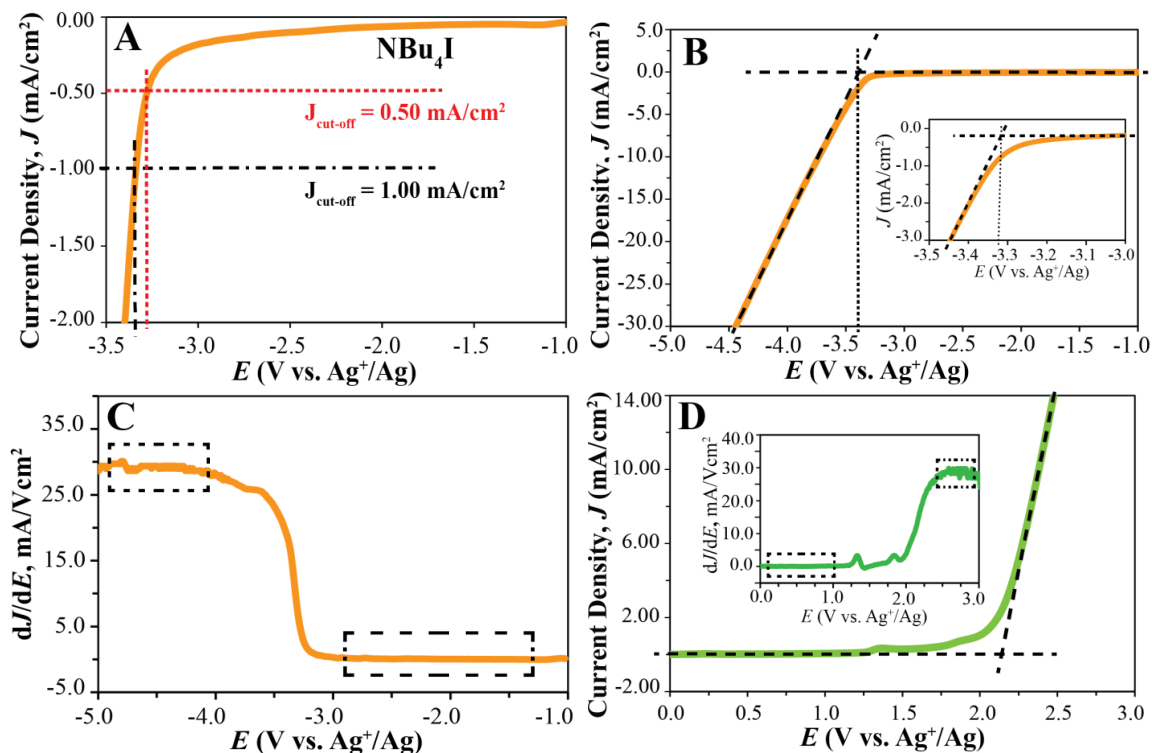 A
NBu₄I
J_cut-off = 0.50 mA/cm²
J_cut-off = 1.00 mA/cm²
Current Density, J (mA/cm²)
0.00
-0.50
-1.00
-1.50
-2.00
-3.5 -3.0 -2.5 -2.0 -1.5 -1.0
E (V vs. Ag⁺/Ag)
B
Current Density. J (mA/cm²)
5.0
0.0
-5.0
-10.0
-15.0
-20.0
-25.0
-30.0
-5.0 -4.5 -4.0 -3.5 -3.0 -2.5 -2.0 -1.5 -1.0
E (V vs. Ag⁺/Ag)
J (mA/cm²)
0.0
-1.0
-2.0
-3.0
-3.5 -3.4 -3.3 -3.2 -3.1 -3.0
E (V vs. Ag⁺/Ag)
C
dJ/dE, mA/Vcm²
35.0
25.0
15.0
5.0
-5.0
-5.0 -4.0 -3.0 -2.0 -1.0
E (V vs. Ag⁺/Ag)
D
Current Density, J (mA/cm²)
14.00
10.00
6.00
2.00
-2.00
0.0 0.5 1.0 1.5 2.0 2.5 3.0
E (V vs. Ag⁺/Ag)
dJ/dE, mA/Vcm²
40.0
30.0
20.0
10.0
0.0
0.0 1.0 2.0 3.0
E (V vs. Ag⁺/Ag)